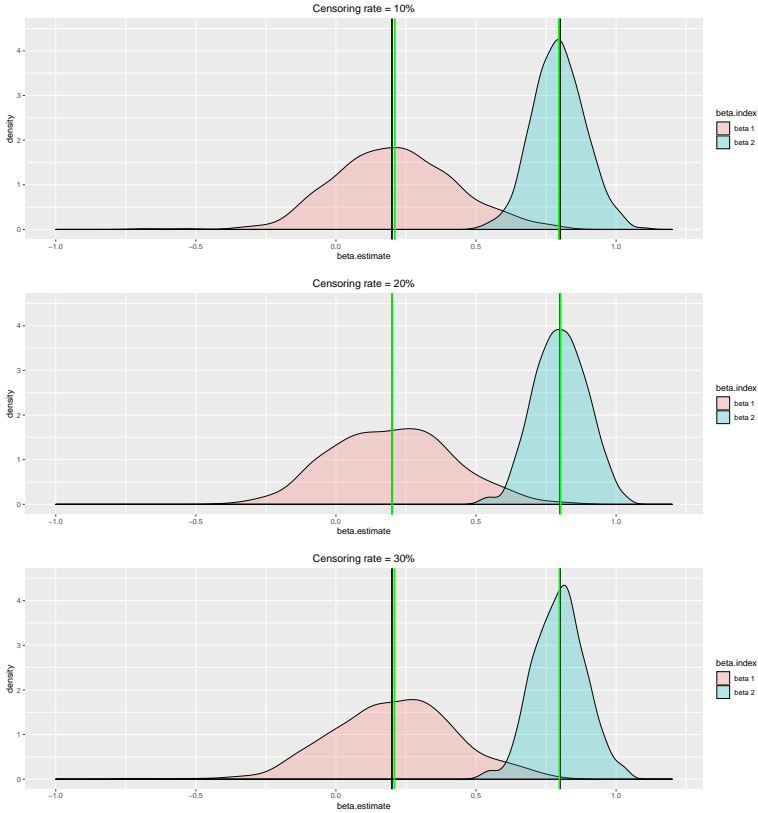 Censoring rate = 10%
density
4
3
2
1
0
−1.0 −0.5 0.0 0.5 1.0
beta.estimate
beta.index
beta 1
beta 2
Censoring rate = 20%
density
4
3
2
1
0
−1.0 −0.5 0.0 0.5 1.0
beta.estimate
beta.index
beta 1
beta 2
Censoring rate = 30%
density
4
3
2
1
0
−1.0 −0.5 0.0 0.5 1.0
beta.estimate
beta.index
beta 1
beta 2